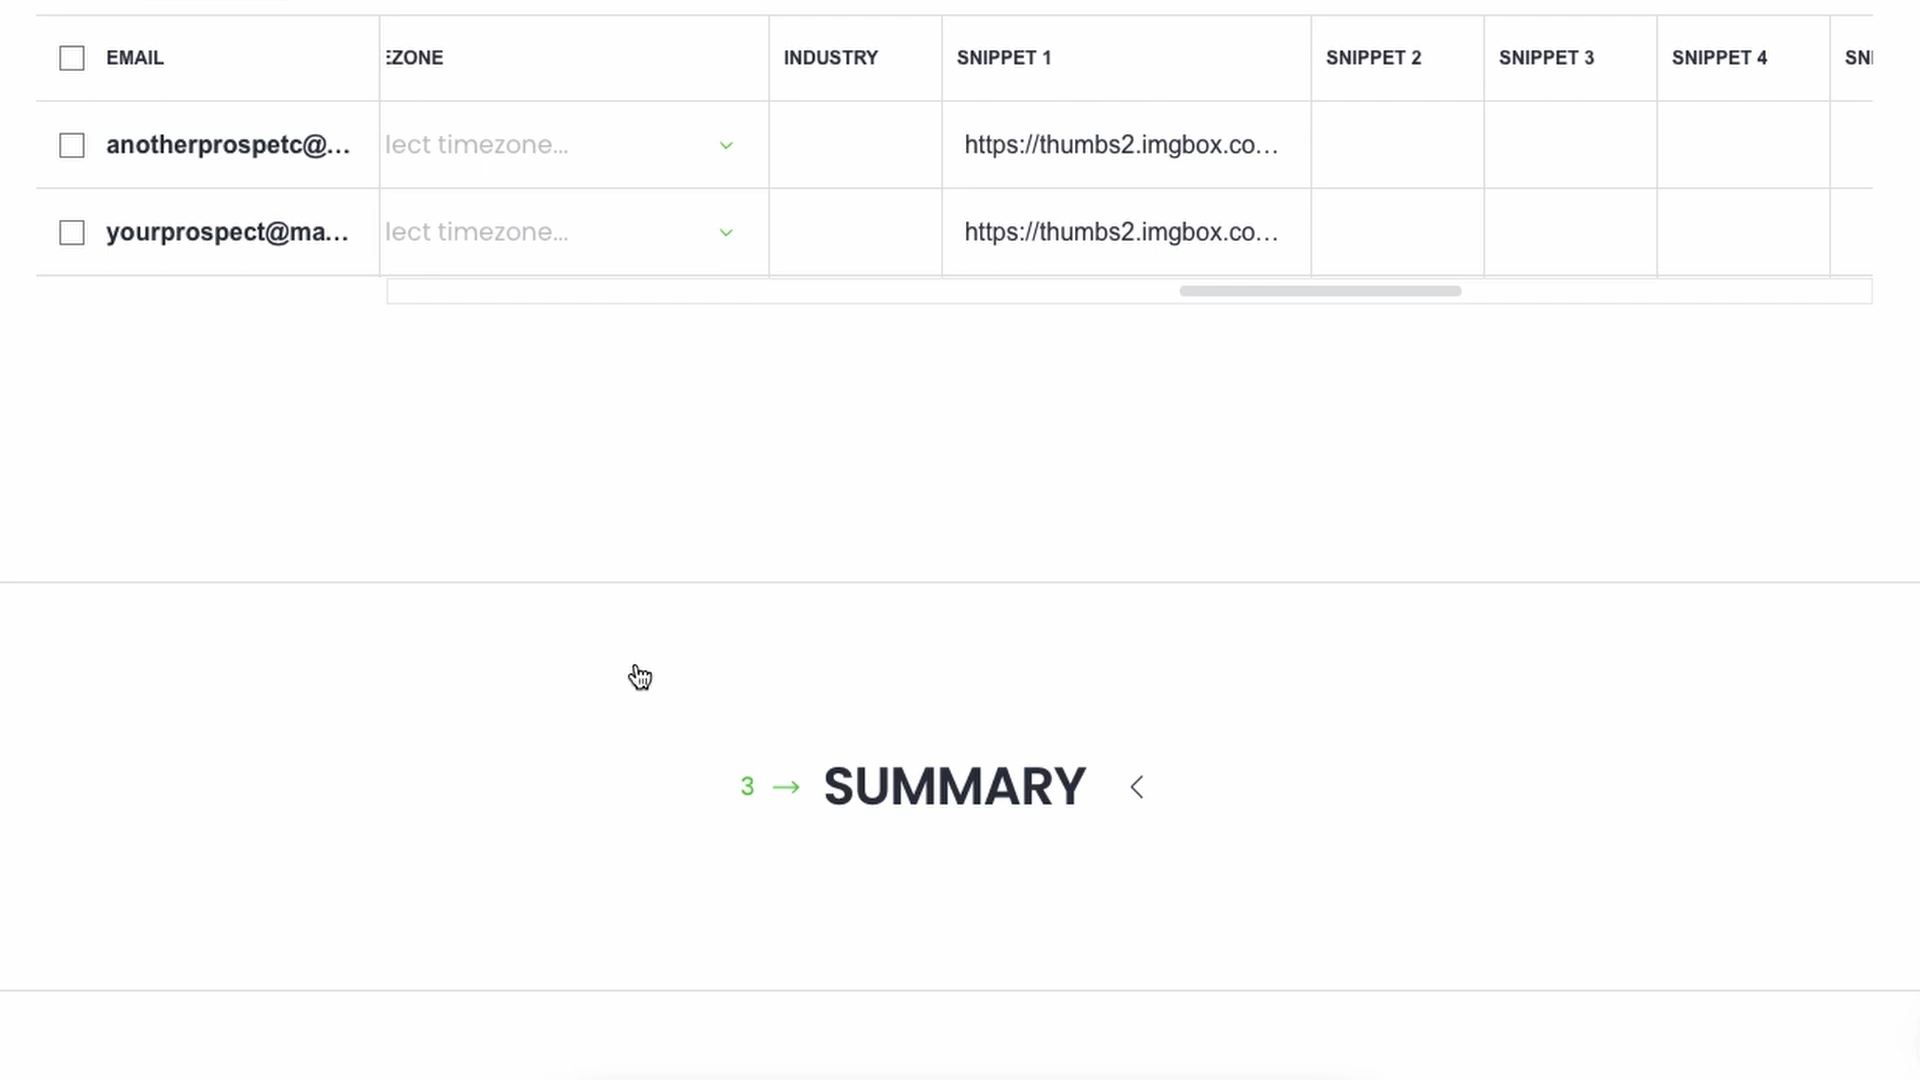 EMAIL EZONE INDUSTRY SNIPPET 1 SNIPPET 2 SNIPPET 3 SNIPPET 4 SNI
anotherprospetc@... lect timezone... https://thumbs2.imgbox.co...
yourprospect@ma... lect timezone... https://thumbs2.imgbox.co...
3 → SUMMARY